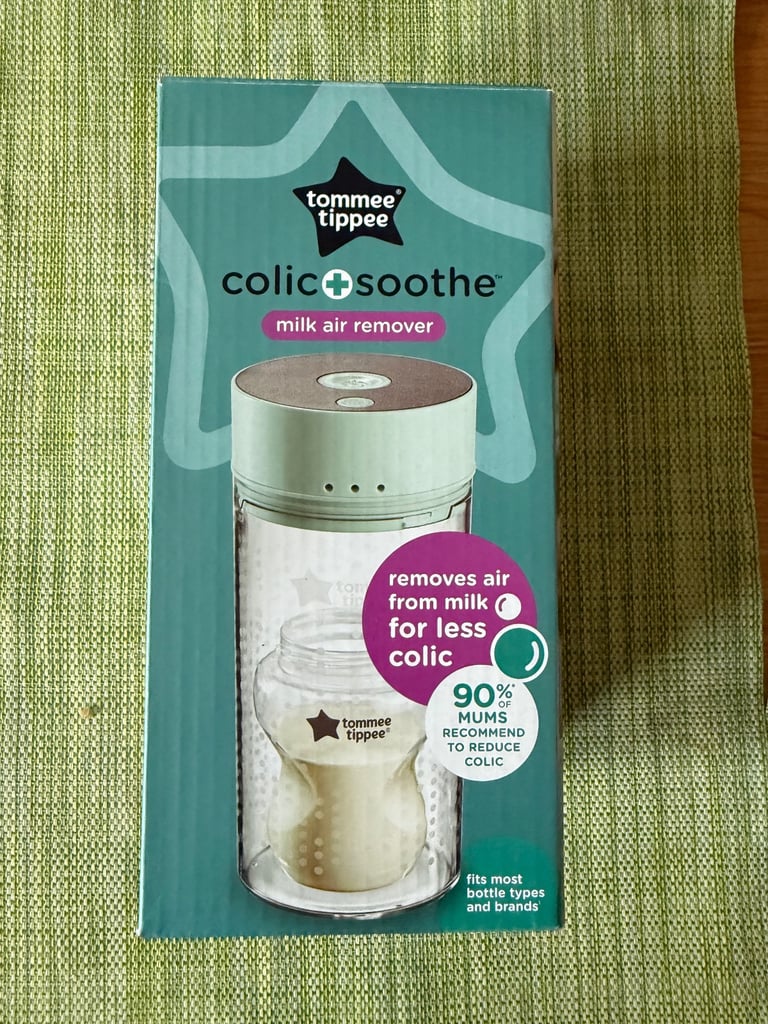 tommee®
tippee
colic+soothe™
milk air remover
removes air
from milk
for less
colic
90%* OF
MUMS
RECOMMEND
TO REDUCE
COLIC
tommee
tippee®
fits most
bottle types
and brands